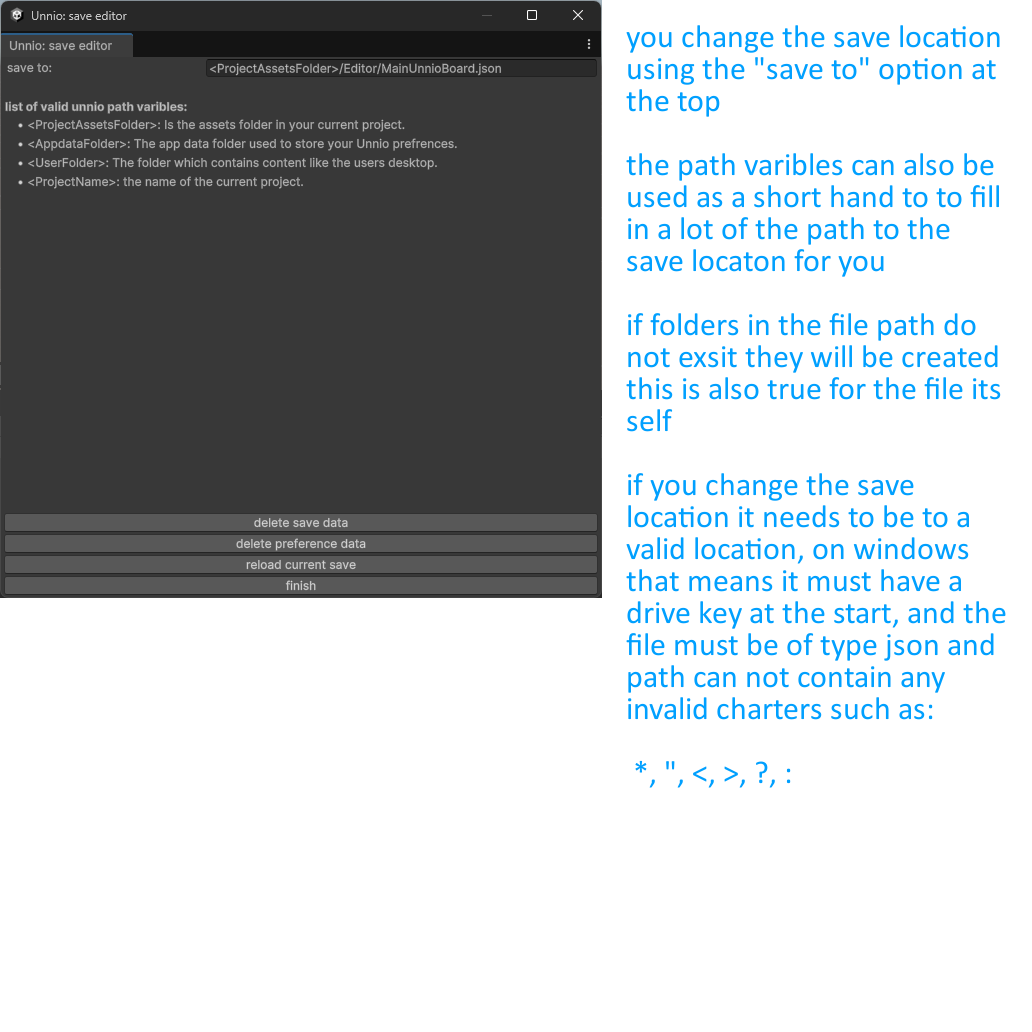 Unnio: save editor
Unnio: save editor
save to: <ProjectAssetsFolder>/Editor/MainUnnioBoard.json
list of valid unnio path varibles:
• <ProjectAssetsFolder>: Is the assets folder in your current project.
• <AppdataFolder>: The app data folder used to store your Unnio prefrences.
• <UserFolder>: The folder which contains content like the users desktop.
• <ProjectName>: the name of the current project.
delete save data
delete preference data
reload current save
finish
you change the save location
using the "save to" option at
the top
the path varibles can also be
used as a short hand to to fill
in a lot of the path to the
save locaton for you
if folders in the file path do
not exsit they will be created
this is also true for the file its
self
if you change the save
location it needs to be to a
valid location, on windows
that means it must have a
drive key at the start, and the
file must be of type json and
path can not contain any
invalid charters such as:
*, ", <, >, ?, :